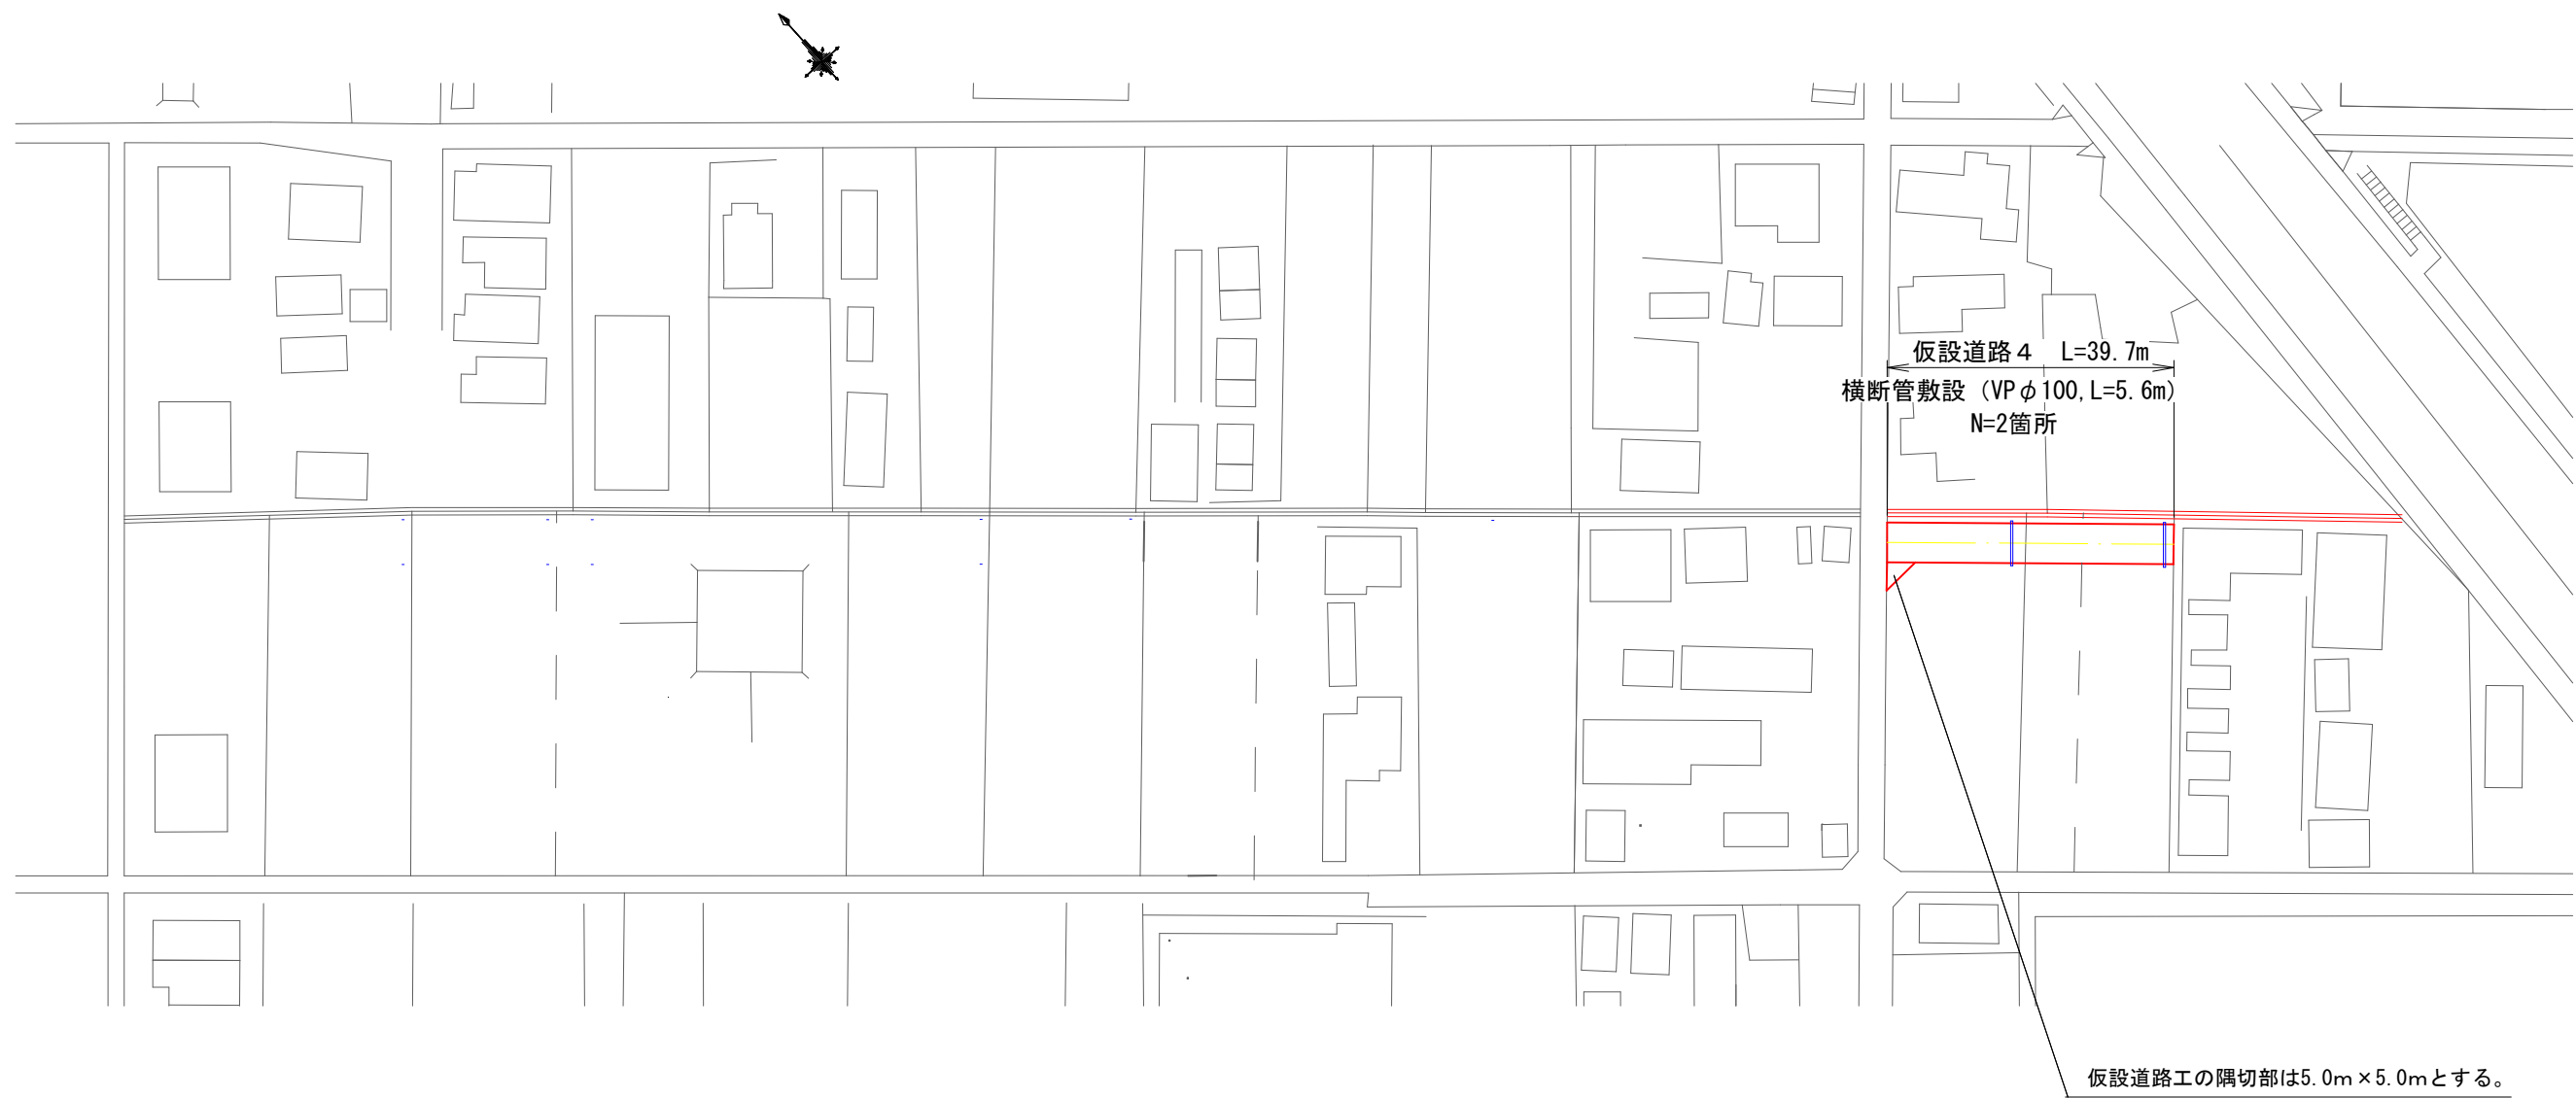 仮設道路４　L=39.7m
横断管敷設（VPφ100,L=5.6m）
N=2箇所
仮設道路工の隅切部は5.0m×5.0mとする。